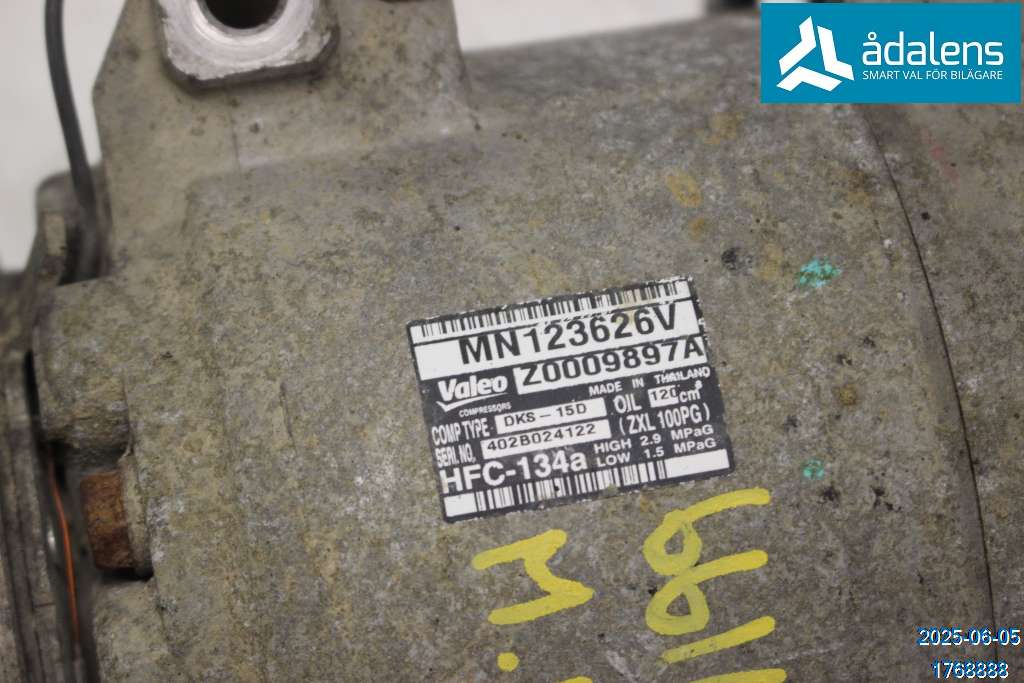 ådalens
SMART VAL FÖR BILÄGARE
MN123626V
Z0009897A
Valeo
COMPRESSORS
MADE IN THAILAND
COMP TYPE. DKS-15D
OIL 120 cm³
SERI.NO, 402B024122
(ZXL 100PG)
HFC-134a
HIGH 2.9 MPaG
LOW 1.5 MPaG
2025-06-05
1768888